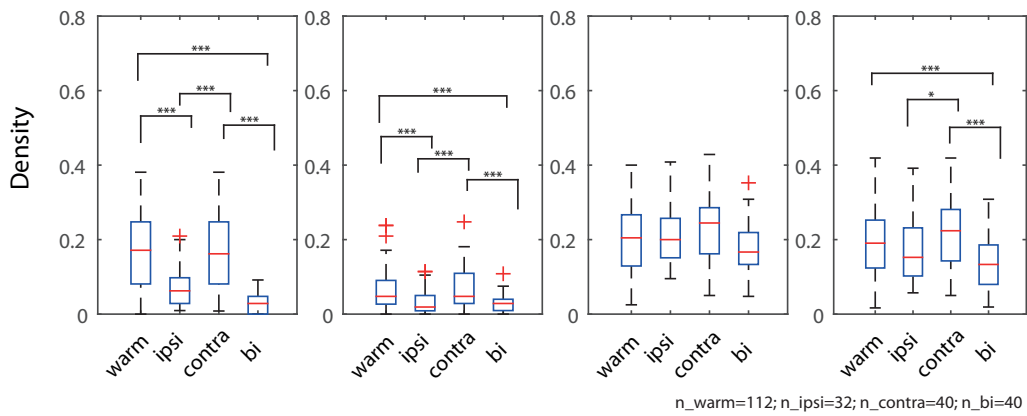 Density
0.8
0.6
0.4
0.2
0
***
***
***
***
warm
ipsi
contra
bi
0.8
0.6
0.4
0.2
0
***
***
***
***
warm
ipsi
contra
bi
0.8
0.6
0.4
0.2
0
warm
ipsi
contra
bi
0.8
0.6
0.4
0.2
0
***
*
***
warm
ipsi
contra
bi
n_warm=112; n_ipsi=32; n_contra=40; n_bi=40